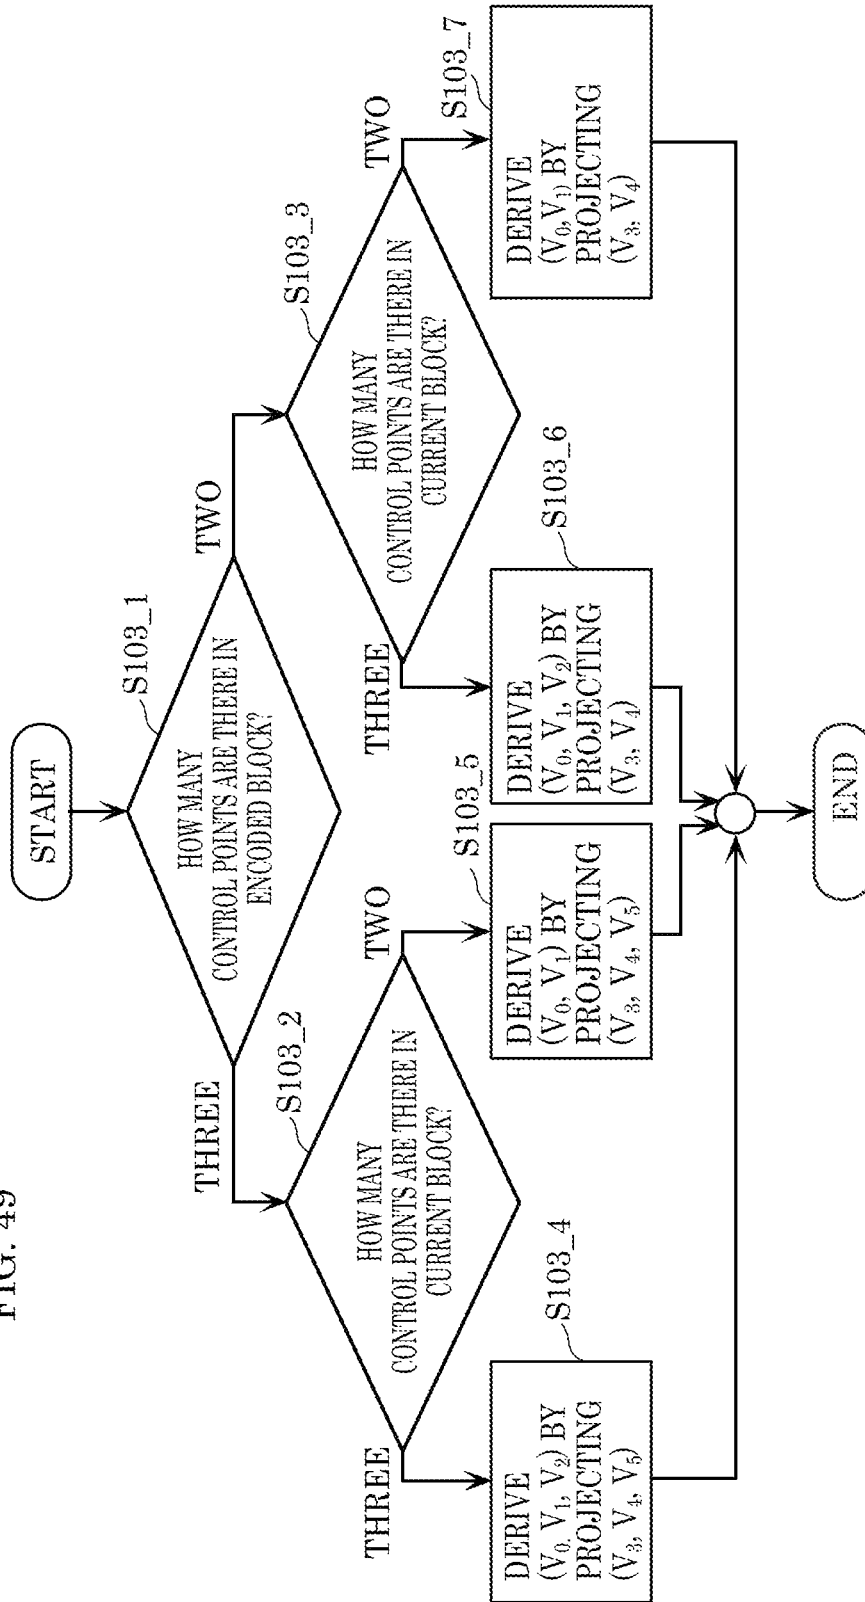 FIG. 49
START
S103_1
HOW MANY
CONTROL POINTS ARE THERE IN
ENCODED BLOCK?
THREE
TWO
S103_2
HOW MANY
CONTROL POINTS ARE THERE IN
CURRENT BLOCK?
THREE
TWO
S103_3
HOW MANY
CONTROL POINTS ARE THERE IN
CURRENT BLOCK?
THREE
TWO
S103_4
DERIVE
(V₀. V₁, V₂) BY
PROJECTING
(V₃, V₄, V₅)
S103_5
DERIVE
(V₀, V₁) BY
PROJECTING
(V₃, V₄, V₅)
S103_6
DERIVE
(V₀, V₁, V₂) BY
PROJECTING
(V₃, V₄)
S103_7
DERIVE
(V₀, V₁) BY
PROJECTING
(V₃, V₄)
END